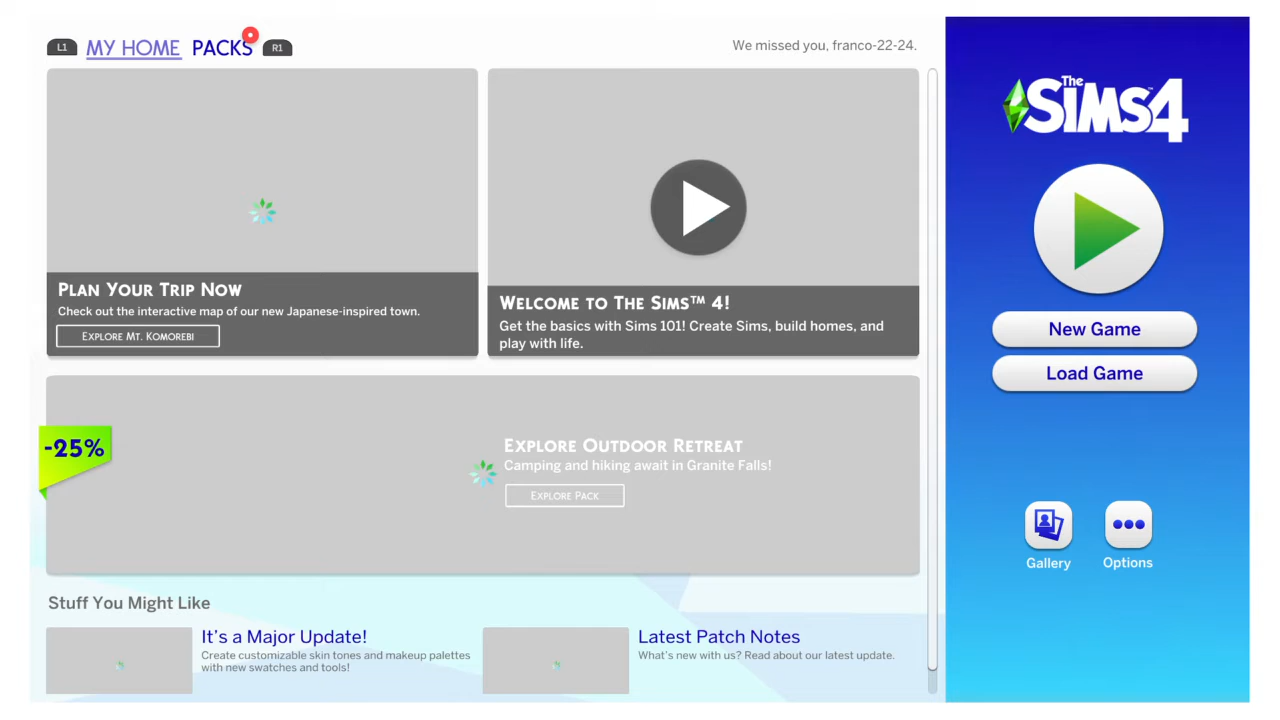 L1 MY HOME PACKS R1
We missed you, franco-22-24.
PLAN YOUR TRIP NOW
Check out the interactive map of our new Japanese-inspired town.
EXPLORE MT. KOMOREBI
WELCOME TO THE SIMS™ 4!
Get the basics with Sims 101! Create Sims, build homes, and
play with life.
-25%
EXPLORE OUTDOOR RETREAT
Camping and hiking await in Granite Falls!
EXPLORE PACK
Stuff You Might Like
It's a Major Update!
Create customizable skin tones and makeup palettes
with new swatches and tools!
Latest Patch Notes
What's new with us? Read about our latest update.
The SiMS 4
New Game
Load Game
Gallery
Options